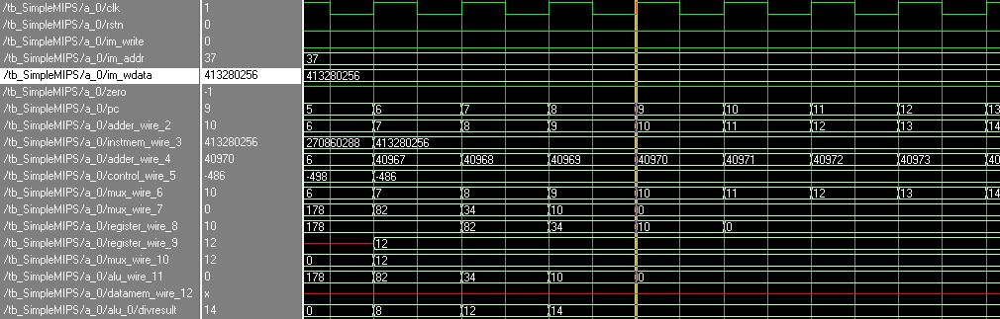 /tb_SimpleMIPS/a_0/clk 1
/tb_SimpleMIPS/a_0/rstn 0
/tb_SimpleMIPS/a_0/im_write 0
/tb_SimpleMIPS/a_0/im_addr 37 37
/tb_SimpleMIPS/a_0/im_wdata 413280256 413280256
/tb_SimpleMIPS/a_0/zero -1
/tb_SimpleMIPS/a_0/pc 9 5 6 7 8 9 10 11 12 13
/tb_SimpleMIPS/a_0/adder_wire_2 10 6 7 8 9 10 11 12 13 14
/tb_SimpleMIPS/a_0/instmem_wire_3 413280256 270860288 413280256
/tb_SimpleMIPS/a_0/adder_wire_4 40970 6 40967 40968 40969 40970 40971 40972 40973 40
/tb_SimpleMIPS/a_0/control_wire_5 -486 -498 -486
/tb_SimpleMIPS/a_0/mux_wire_6 10 6 7 8 9 10 11 12 13 14
/tb_SimpleMIPS/a_0/mux_wire_7 0 178 82 34 10 0
/tb_SimpleMIPS/a_0/register_wire_8 10 178 82 34 10 0
/tb_SimpleMIPS/a_0/register_wire_9 12 12
/tb_SimpleMIPS/a_0/mux_wire_10 12 0 12
/tb_SimpleMIPS/a_0/alu_wire_11 0 178 82 34 10 0
/tb_SimpleMIPS/a_0/datamem_wire_12 x
/tb_SimpleMIPS/a_0/alu_0/divresult 14 0 8 12 14